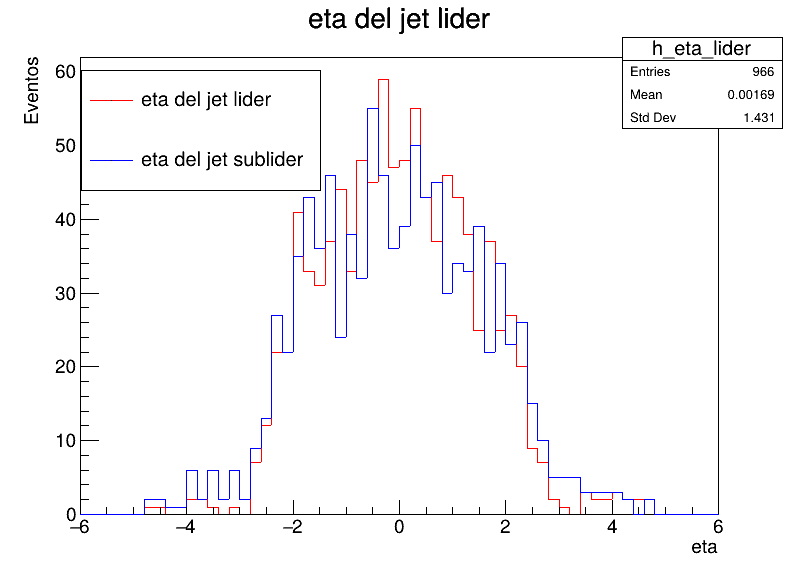 eta del jet lider
h_eta_lider
Entries 966
Mean 0.00169
Std Dev 1.431
Eventos
eta del jet lider
eta del jet sublider
60
50
40
30
20
10
0
−6 −4 −2 0 2 4 6
eta